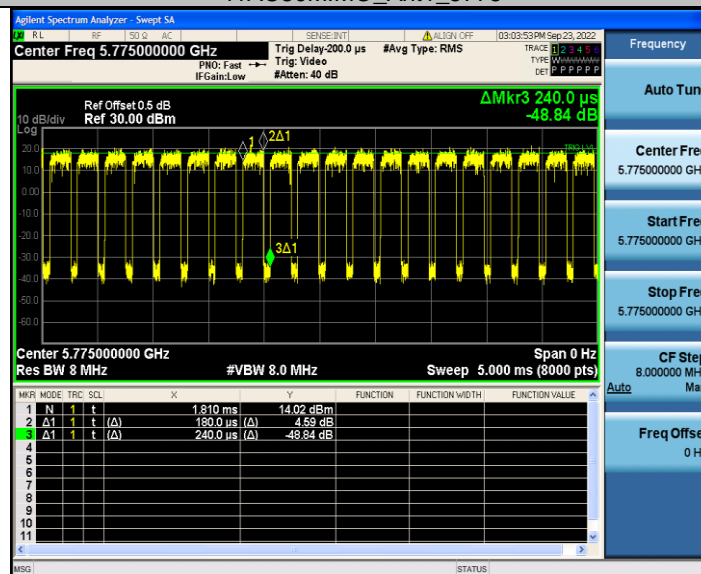 Agilent Spectrum Analyzer - Swept SA
RL RF 50 Ω AC SENSE:INT ALIGN OFF 03:03:53 PM Sep 23, 2022
Center Freq 5.775000000 GHz
PNO: Fast
IFGain:Low
Trig Delay-200.0 µs
Trig: Video
#Atten: 40 dB
#Avg Type: RMS
TRACE 1 2 3 4 5 6
TYPE
DET P P P P P P
ΔMkr3 240.0 µs
-48.84 dB
Ref Offset 0.5 dB
10 dB/div Ref 30.00 dBm
Log
20.0
10.0
0.00
-10.0
-20.0
-30.0
-40.0
-50.0
-60.0
1
2Δ1
3Δ1
TRIG LVL
Center 5.775000000 GHz Span 0 Hz
Res BW 8 MHz #VBW 8.0 MHz Sweep 5.000 ms (8000 pts)
MKR MODE TRC SCL X Y FUNCTION FUNCTION WIDTH FUNCTION VALUE
1 N 1 t 1.810 ms 14.02 dBm
2 Δ1 1 t (Δ) 180.0 µs (Δ) 4.59 dB
3 Δ1 1 t (Δ) 240.0 µs (Δ) -48.84 dB
4
5
6
7
8
9
10
11
MSG STATUS
Frequency
Auto Tun
Center Fre
5.775000000 GH
Start Fre
5.775000000 GH
Stop Fre
5.775000000 GH
CF Step
8.000000 MH
Auto Ma
Freq Offse
0 H